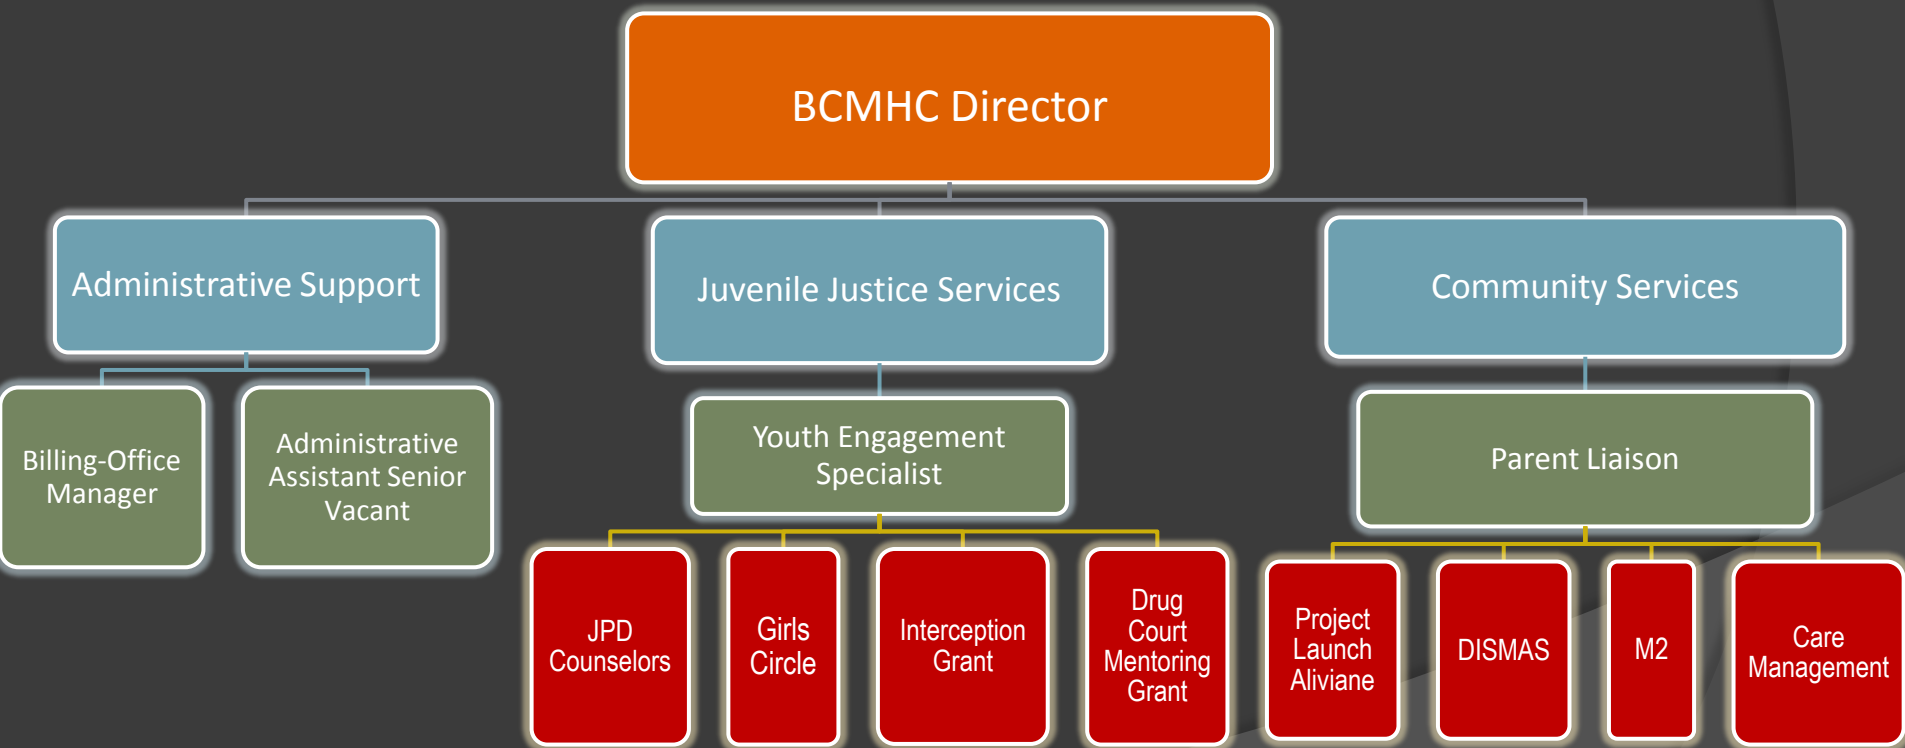 BCMHC Director
Administrative Support
Juvenile Justice Services
Community Services
Billing-Office
Manager
Administrative
Assistant Senior
Vacant
Youth Engagement
Specialist
Parent Liaison
JPD
Counselors
Girls
Circle
Interception
Grant
Drug
Court
Mentoring
Grant
Project
Launch
Aliviane
DISMAS
M2
Care
Management